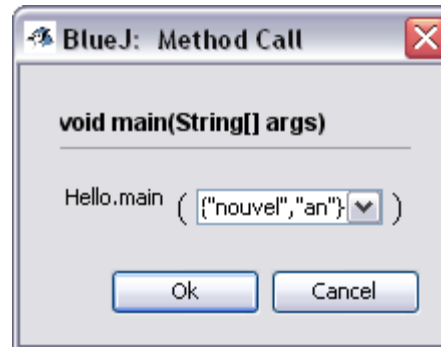 BlueJ: Method Call
void main(String[] args)
Hello.main ( {"nouvel","an"} )
Ok Cancel